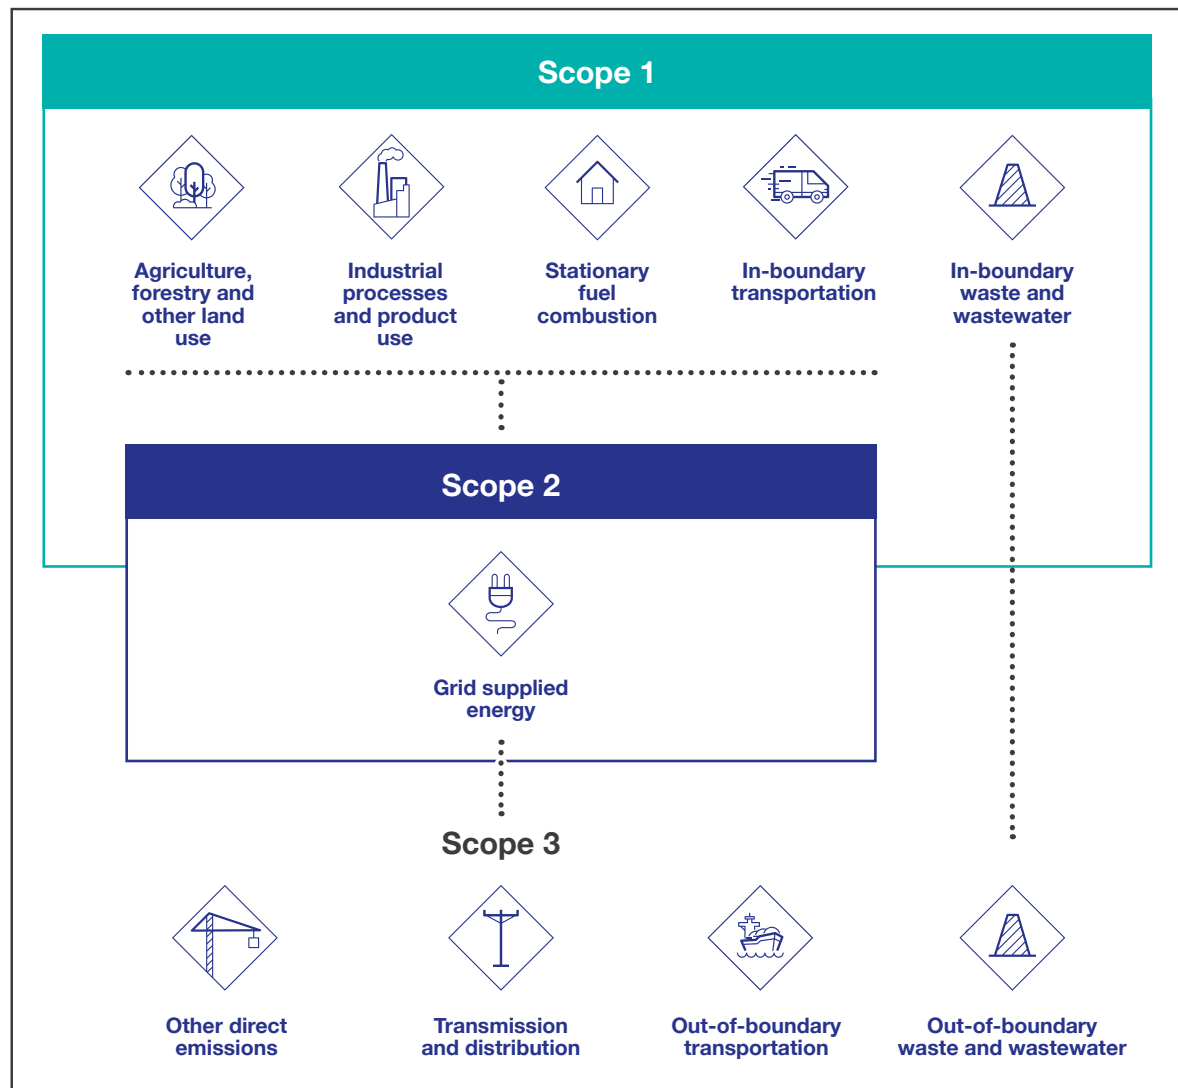 Scope 1
Agriculture,
forestry and
other land
use
Industrial
processes
and product
use
Stationary
fuel
combustion
In-boundary
transportation
In-boundary
waste and
wastewater
Scope 2
Grid supplied
energy
Scope 3
Other direct
emissions
Transmission
and distribution
Out-of-boundary
transportation
Out-of-boundary
waste and wastewater